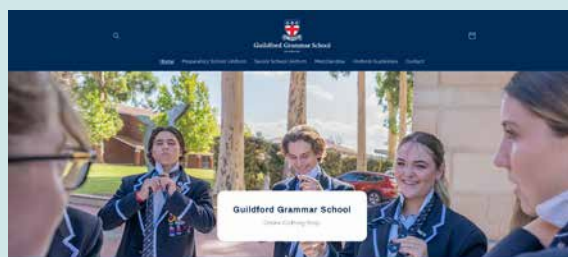 Guildford Grammar School
Home Preparatory School Uniform Senior School Uniform Merchandise Uniform Guidelines Contact
Guildford Grammar School
Online Clothing Shop